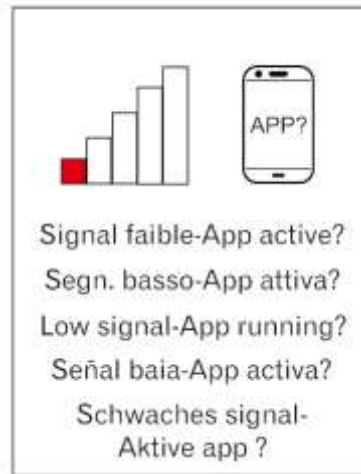 APP?
Signal faible-App active?
Segn. basso-App attiva?
Low signal-App running?
Señal baia-App activa?
Schwaches signal-
Aktive app ?